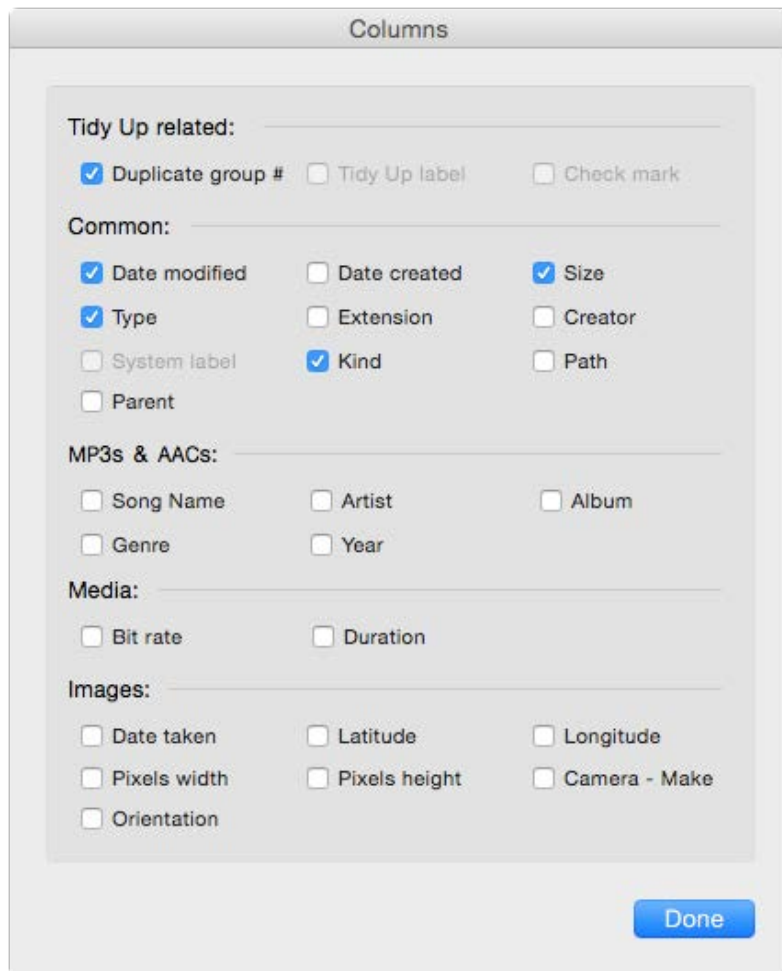 Columns
Tidy Up related:
Duplicate group # Tidy Up label Check mark
Common:
Date modified Date created Size
Type Extension Creator
System label Kind Path
Parent
MP3s & AACs:
Song Name Artist Album
Genre Year
Media:
Bit rate Duration
Images:
Date taken Latitude Longitude
Pixels width Pixels height Camera - Make
Orientation
Done